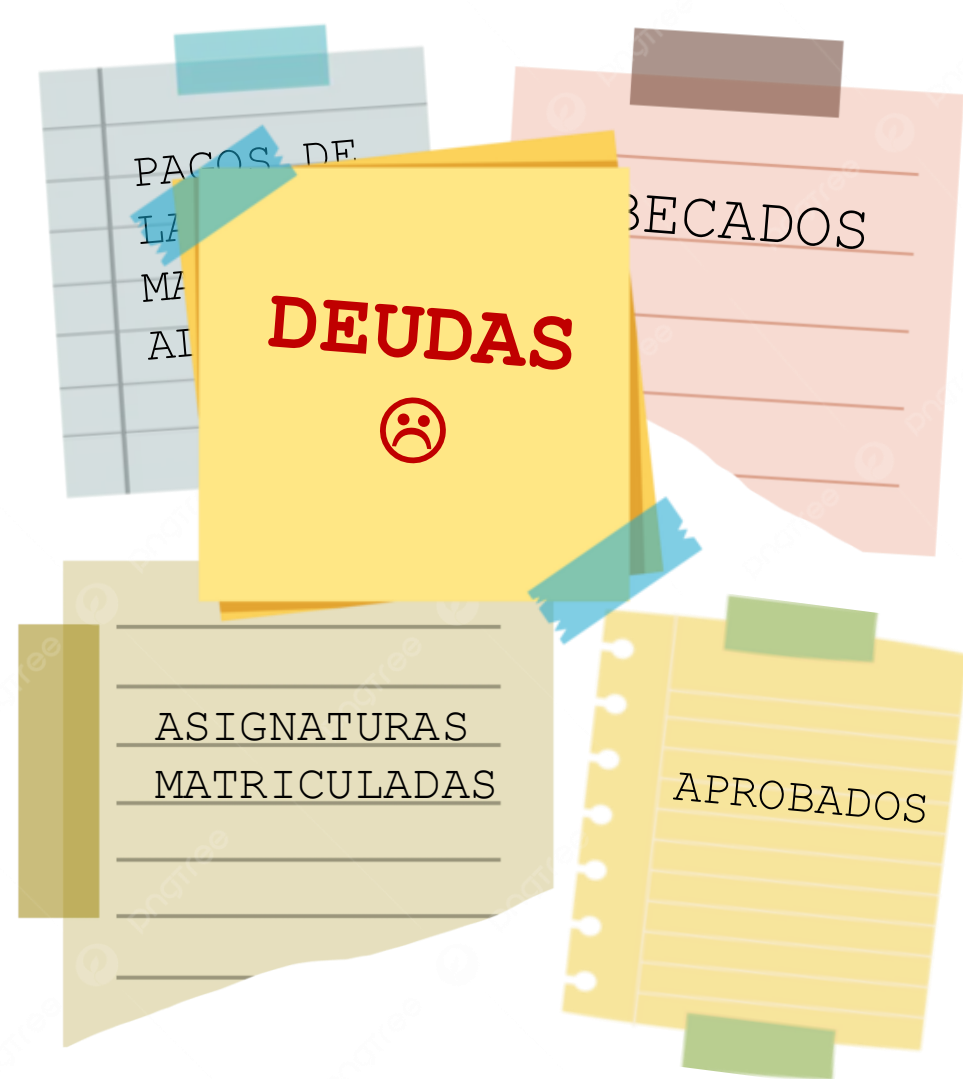 PAGOS DE
BECADOS
DEUDAS
ASIGNATURAS
MATRICULADAS
APROBADOS